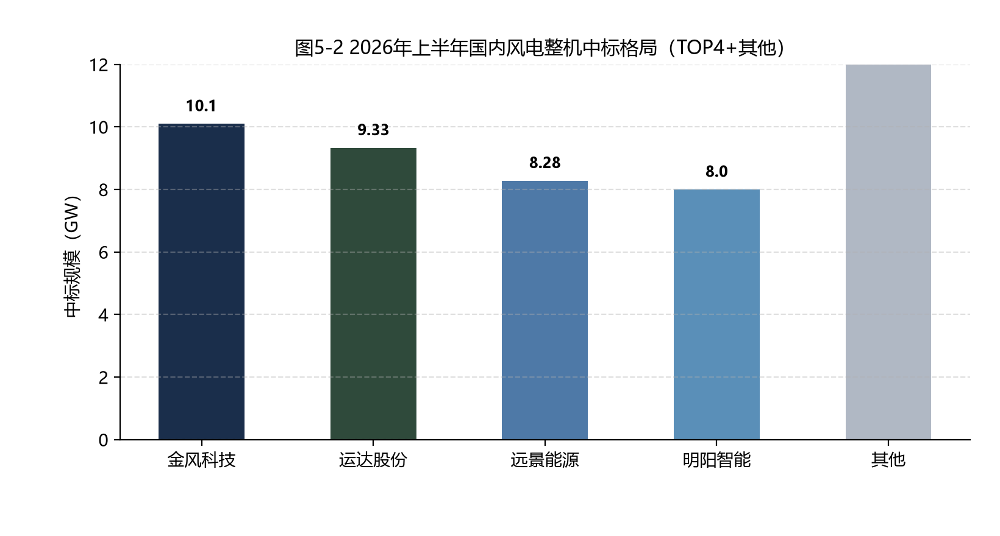 图5-2 2026年上半年国内风电整机中标格局（TOP4+其他）
中标规模（GW）
12
10
8
6
4
2
0
10.1
9.33
8.28
8.0
金风科技
运达股份
远景能源
明阳智能
其他